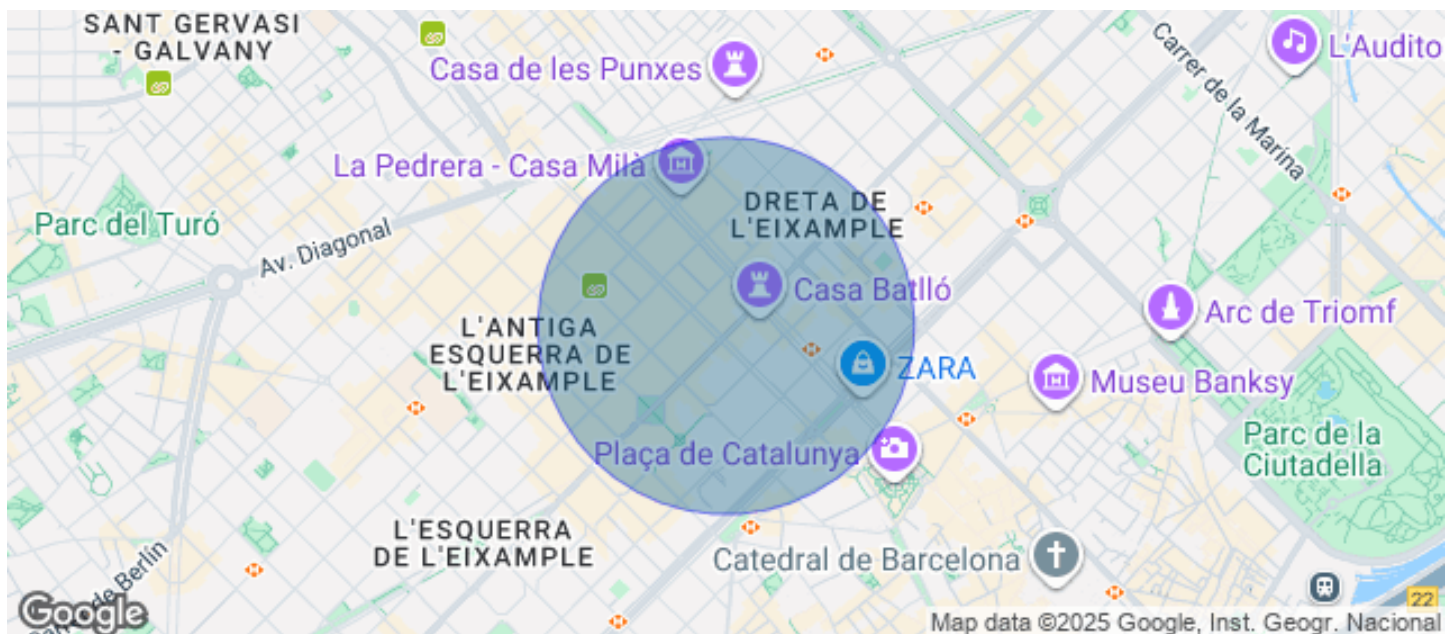 SANT GERVASI
- GALVANY
Casa de les Punxes
L'Audito
Carrer de la Marina
La Pedrera - Casa Milà
DRETA DE
L'EIXAMPLE
Parc del Turó
Av. Diagonal
Casa Batlló
Arc de Triomf
L'ANTIGA
ESQUERRA DE
L'EIXAMPLE
ZARA
Museu Banksy
Plaça de Catalunya
Parc de la
Ciutadella
L'ESQUERRA
DE L'EIXAMPLE
Catedral de Barcelona
de Berlín
22
Google
Map data ©2025 Google, Inst. Geogr. Nacional